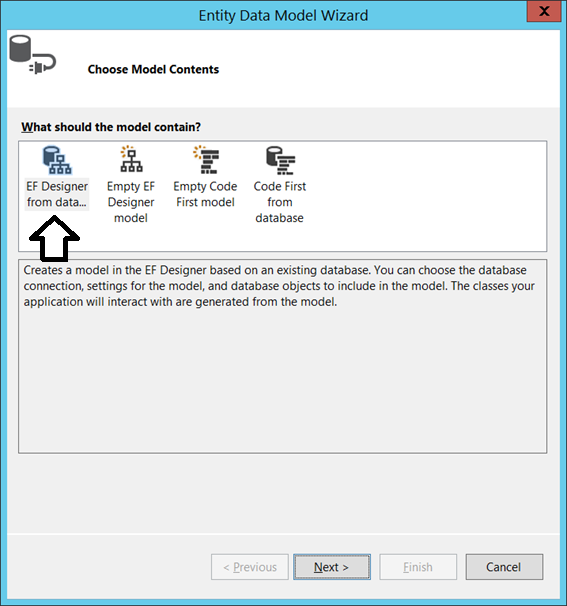 Entity Data Model Wizard
X
Choose Model Contents
What should the model contain?
EF Designer
from data...
Empty EF
Designer
model
Empty Code
First model
Code First
from
database
Creates a model in the EF Designer based on an existing database. You can choose the database
connection, settings for the model, and database objects to include in the model. The classes your
application will interact with are generated from the model.
< Previous
Next >
Finish
Cancel